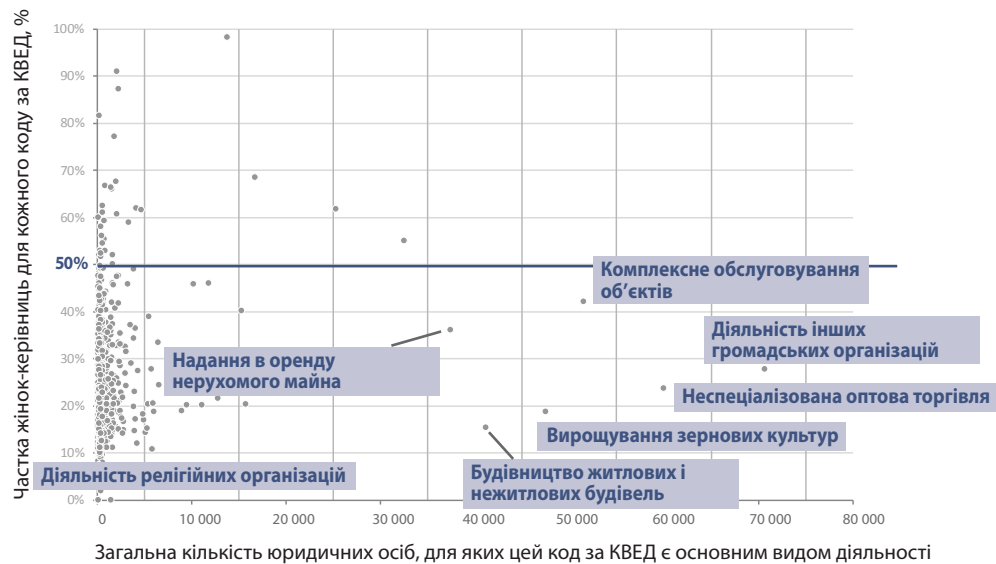 Частка жінок-керівниць для кожного коду за КВЕД, %
100%
90%
80%
70%
60%
50%
40%
30%
20%
10%
0%
Комплексне обслуговування
об’єктів
Діяльність інших
громадських організацій
Надання в оренду
нерухомого майна
Неспеціалізована оптова торгівля
Вирощування зернових культур
Діяльність релігійних організацій
Будівництво житлових і
нежитлових будівель
0 10 000 20 000 30 000 40 000 50 000 60 000 70 000 80 000
Загальна кількість юридичних осіб, для яких цей код за КВЕД є основним видом діяльності